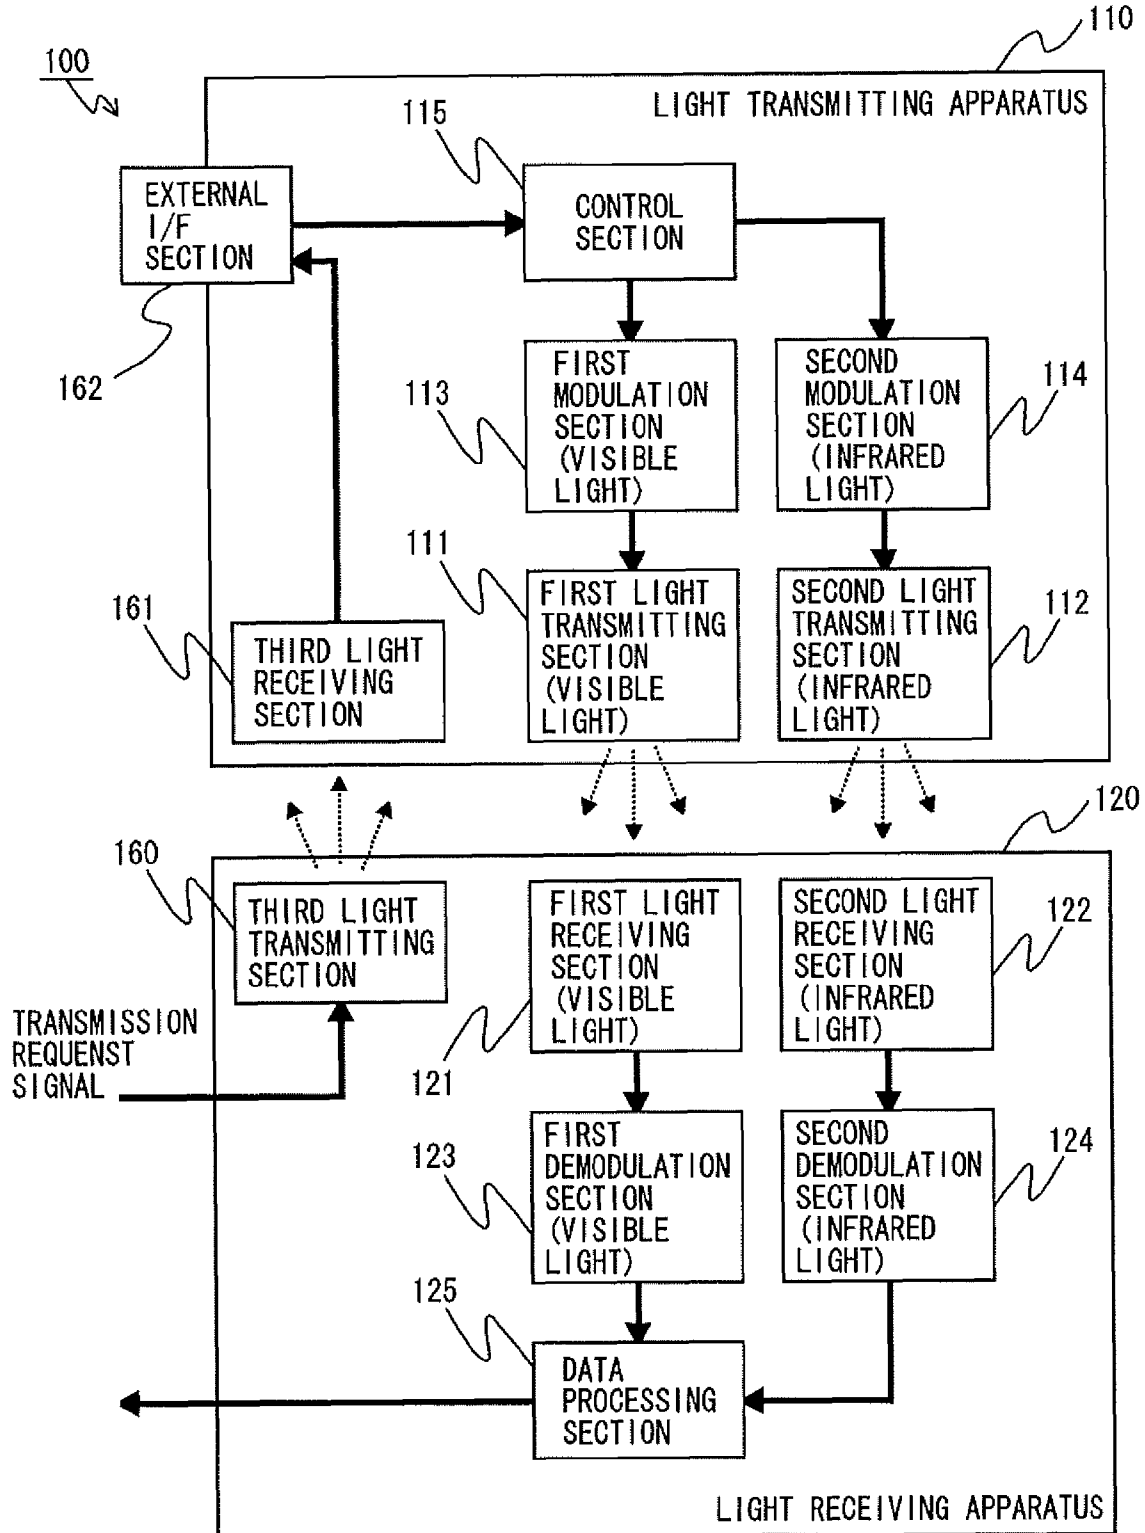 100
110
LIGHT TRANSMITTING APPARATUS
115
EXTERNAL
I/F
SECTION
162
CONTROL
SECTION
113
FIRST
MODULATION
SECTION
(VISIBLE
LIGHT)
SECOND
MODULATION
SECTION
(INFRARED
LIGHT)
114
111
FIRST LIGHT
TRANSMITTING
SECTION
(VISIBLE
LIGHT)
SECOND LIGHT
TRANSMITTING
SECTION
(INFRARED
LIGHT)
112
161
THIRD LIGHT
RECEIVING
SECTION
120
160
THIRD LIGHT
TRANSMITTING
SECTION
FIRST LIGHT
RECEIVING
SECTION
(VISIBLE
LIGHT)
121
SECOND LIGHT
RECEIVING
SECTION
(INFRARED
LIGHT)
122
TRANSMISSION
REQUENST
SIGNAL
123
FIRST
DEMODULATION
SECTION
(VISIBLE
LIGHT)
SECOND
DEMODULATION
SECTION
(INFRARED
LIGHT)
124
125
DATA
PROCESSING
SECTION
LIGHT RECEIVING APPARATUS